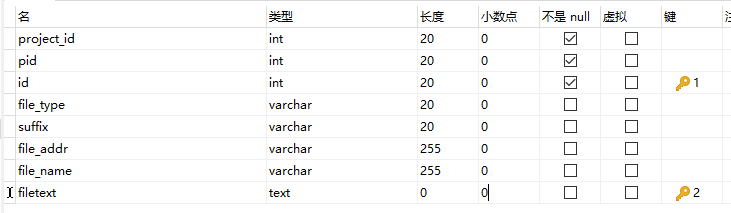 名 类型 长度 小数点 不是 null 虚拟 键
project_id int 20 0
pid int 20 0
id int 20 0 1
file_type varchar 20 0
suffix varchar 20 0
file_addr varchar 255 0
file_name varchar 255 0
filetext text 0 0 2